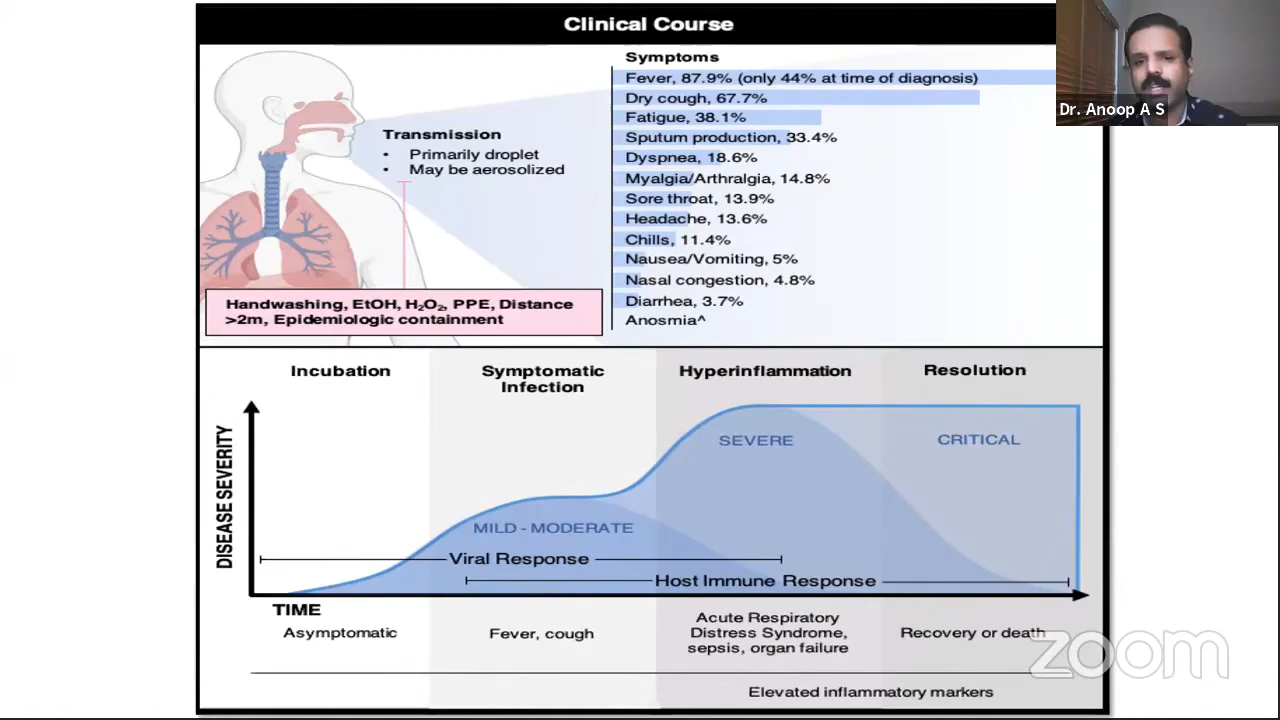 Clinical Course
Dr. Anoop A S
Transmission
• Primarily droplet
• May be aerosolized
Handwashing, EtOH, H₂O₂, PPE, Distance
>2m, Epidemiologic containment
Symptoms
Fever, 87.9% (only 44% at time of diagnosis)
Dry cough, 67.7%
Fatigue, 38.1%
Sputum production, 33.4%
Dyspnea, 18.6%
Myalgia/Arthralgia, 14.8%
Sore throat, 13.9%
Headache, 13.6%
Chills, 11.4%
Nausea/Vomiting, 5%
Nasal congestion, 4.8%
Diarrhea, 3.7%
Anosmia^
Incubation
Symptomatic
Infection
Hyperinflammation
Resolution
DISEASE SEVERITY
SEVERE
CRITICAL
MILD - MODERATE
Viral Response
Host Immune Response
TIME
Asymptomatic
Fever, cough
Acute Respiratory
Distress Syndrome,
sepsis, organ failure
Recovery or death
Elevated inflammatory markers
zoom